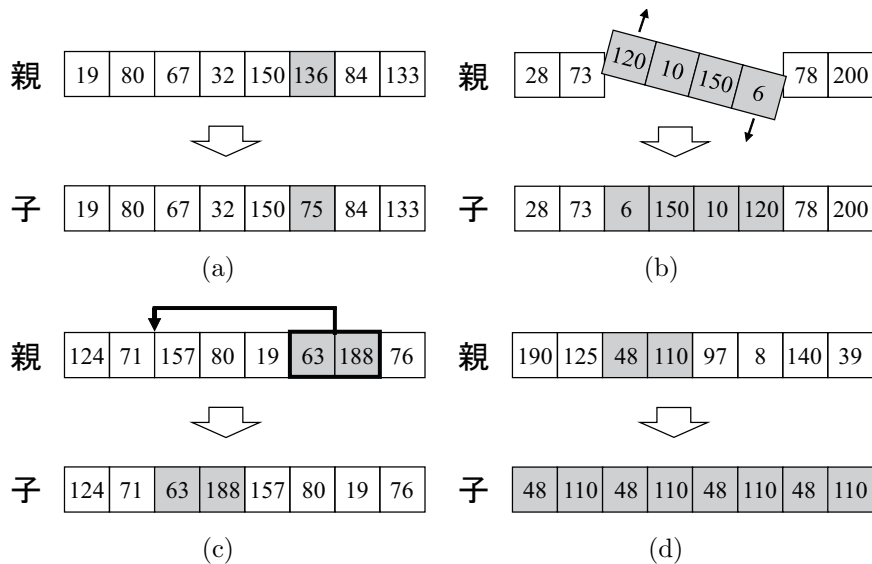 親 19 80 67 32 150 136 84 133
子 19 80 67 32 150 75 84 133
(a)
親 28 73 120 10 150 6 78 200
子 28 73 6 150 10 120 78 200
(b)
親 124 71 157 80 19 63 188 76
子 124 71 63 188 157 80 19 76
(c)
親 190 125 48 110 97 8 140 39
子 48 110 48 110 48 110 48 110
(d)